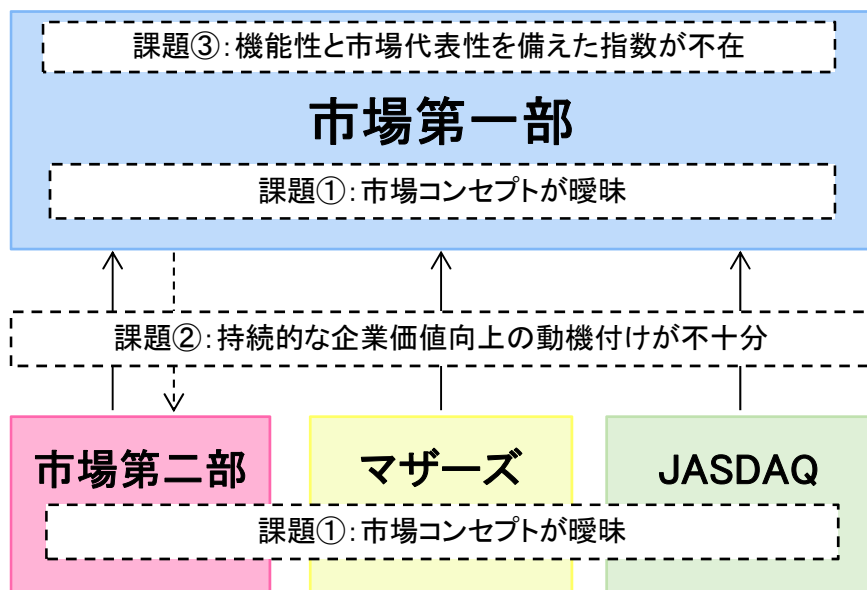 課題③：機能性と市場代表性を備えた指数が不在
市場第一部
課題①：市場コンセプトが曖昧
課題②：持続的な企業価値向上の動機付けが不十分
市場第二部
マザーズ
JASDAQ
課題①：市場コンセプトが曖昧